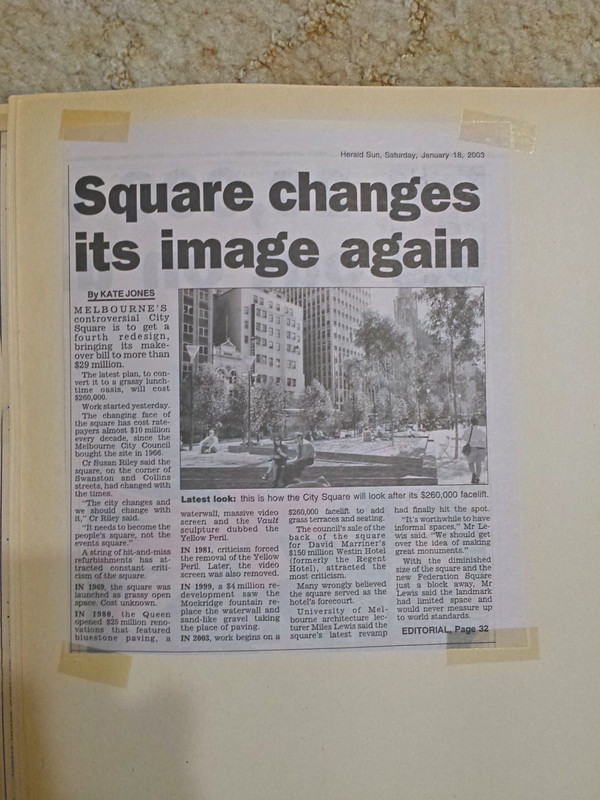 Herald Sun, Saturday, January 18, 2003
Square changes
its image again
By KATE JONES
MELBOURNE'S
controversial City
Square is to get a
fourth redesign,
bringing its make-
over bill to more than
$29 million.
The latest plan, to con-
vert it to a grassy lunch-
time oasis, will cost
$260,000.
Work started yesterday.
The changing face of
the square has cost rate-
payers almost $10 million
every decade, since the
Melbourne City Council
bought the site in 1966.
Cr Susan Riley said the
square, on the corner of
Swanston and Collins
streets, had changed with
the times.
"The city changes and
we should change with
it," Cr Riley said.
"It needs to become the
people's square, not the
events square."
A string of hit-and-miss
refurbishments has at-
tracted constant criti-
cism of the square.
IN 1969, the square was
launched as grassy open
space. Cost unknown.
IN 1980, the Queen
opened $25 million reno-
vations that featured
bluestone paving, a
Latest look: this is how the City Square will look after its $260,000 facelift.
waterwall, massive video
screen and the Vault
sculpture dubbed the
Yellow Peril.
IN 1981, criticism forced
the removal of the Yellow
Peril. Later, the video
screen was also removed.
IN 1999, a $4 million re-
development saw the
Mockridge fountain re-
place the waterwall and
sand-like gravel taking
the place of paving.
IN 2003, work begins on a
$260,000 facelift to add
grass terraces and seating.
The council's sale of the
back of the square
for David Marriner's
$150 million Westin Hotel
(formerly the Regent
Hotel), attracted the
most criticism.
Many wrongly believed
the square served as the
hotel's forecourt.
University of Mel-
bourne architecture lec-
turer Miles Lewis said the
square's latest revamp
had finally hit the spot.
"It's worthwhile to have
informal spaces," Mr Le-
wis said. "We should get
over the idea of making
great monuments."
With the diminished
size of the square and the
new Federation Square
just a block away, Mr
Lewis said the landmark
had limited space and
would never measure up
to world standards.
EDITORIAL, Page 32